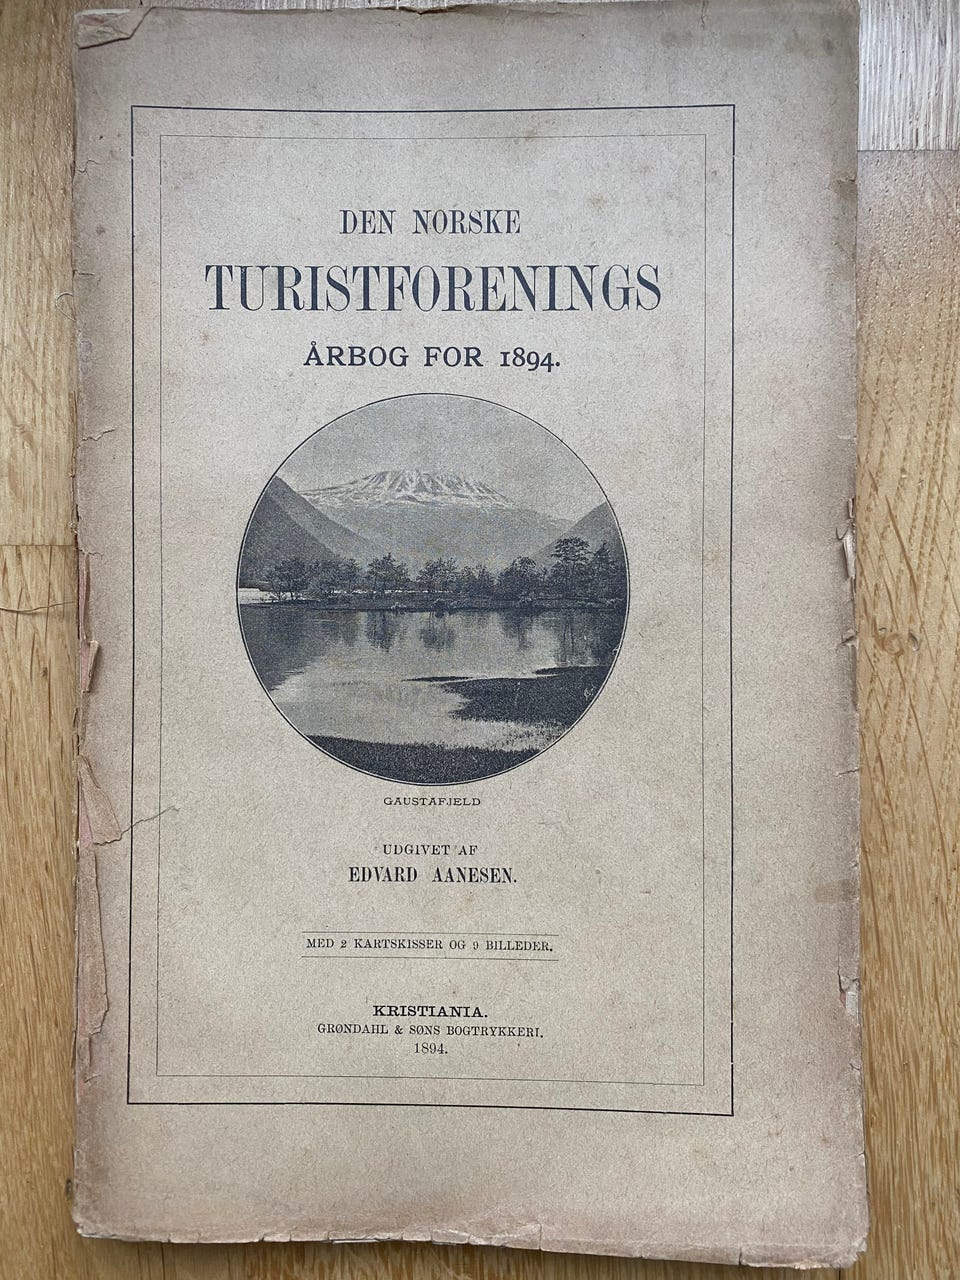 DEN NORSKE
TURISTFORENINGS
ÅRBOG FOR 1894.
GAUSTAFJELD
UDGIVET AF
EDVARD AANESEN.
MED 2 KARTSKISSER OG 9 BILLEDER.
KRISTIANIA.
GRØNDAHL & SØNS BOGTRYKKERI.
1894.